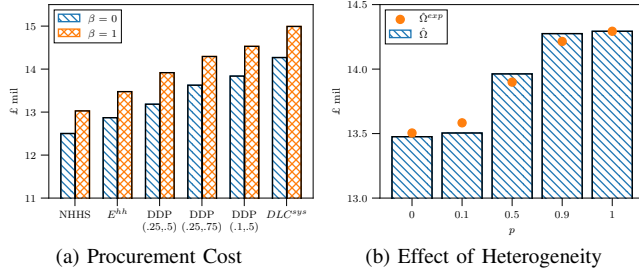 β = 0
β = 1
15
14
13
12
11
£ mil
NHHS
E^{hh}
DDP
(.25,.5)
DDP
(.25,.75)
DDP
(.1,.5)
DLC^{sys}
(a) Procurement Cost
14.5
14.0
13.5
13.0
£ mil
Ω̂^{exp}
Ω̂
0
0.1
0.5
0.9
1
p
(b) Effect of Heterogeneity